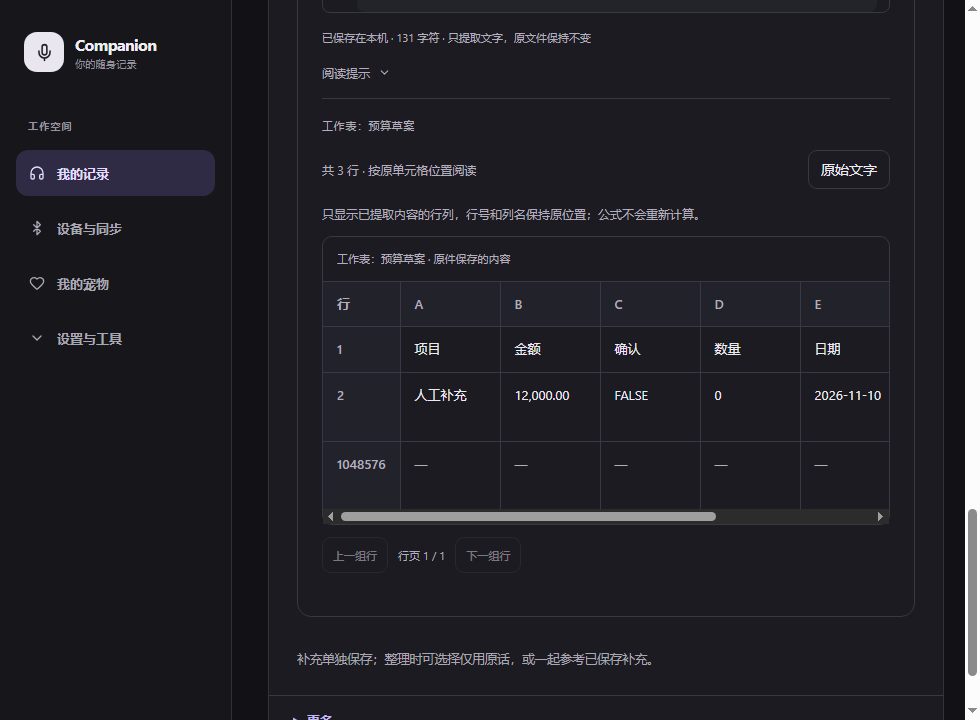 Companion
你的随身记录
工作空间
我的记录
设备与同步
我的宠物
设置与工具
已保存在本机 · 131 字符 · 只提取文字，原文件保持不变
阅读提示
工作表：预算草案
共 3 行 · 按原单元格位置阅读
原始文字
只显示已提取内容的行列，行号和列名保持原位置；公式不会重新计算。
工作表：预算草案 · 原件保存的内容
行 A B C D E
1 项目 金额 确认 数量 日期
2 人工补充 12,000.00 FALSE 0 2026-11-10
1048576 — — — — —
上一组行 行页 1 / 1 下一组行
补充单独保存；整理时可选择仅用原话，或一起参考已保存补充。
更多